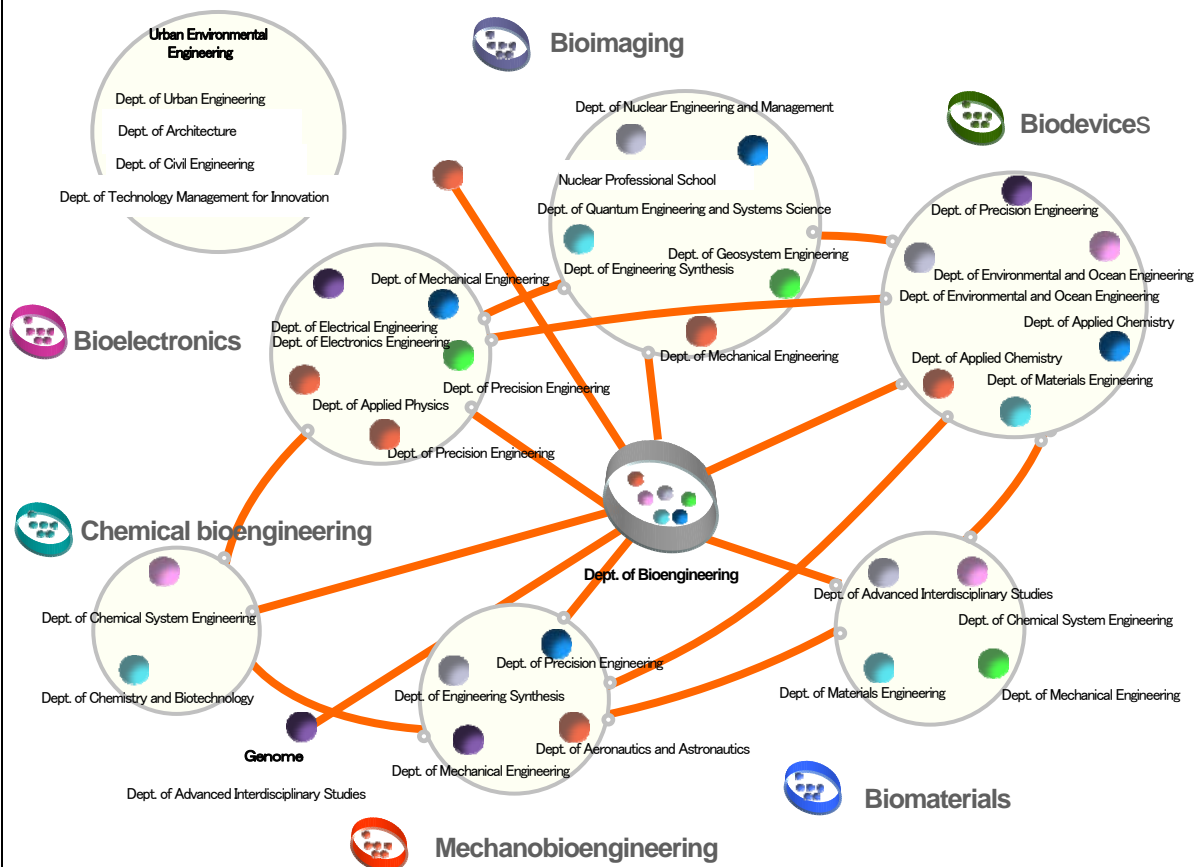 Urban Environmental
Engineering
Dept. of Urban Engineering
Dept. of Architecture
Dept. of Civil Engineering
Dept. of Technology Management for Innovation
Bioimaging
Dept. of Nuclear Engineering and Management
Nuclear Professional School
Dept. of Quantum Engineering and Systems Science
Dept. of Geosystem Engineering
Dept. of Engineering Synthesis
Dept. of Mechanical Engineering
Biodevices
Dept. of Precision Engineering
Dept. of Environmental and Ocean Engineering
Dept. of Environmental and Ocean Engineering
Dept. of Applied Chemistry
Dept. of Applied Chemistry
Dept. of Materials Engineering
Bioelectronics
Dept. of Mechanical Engineering
Dept. of Electrical Engineering
Dept. of Electronics Engineering
Dept. of Precision Engineering
Dept. of Applied Physics
Dept. of Precision Engineering
Chemical bioengineering
Dept. of Chemical System Engineering
Dept. of Chemistry and Biotechnology
Dept. of Bioengineering
Dept. of Advanced Interdisciplinary Studies
Dept. of Chemical System Engineering
Dept. of Materials Engineering
Dept. of Mechanical Engineering
Biomaterials
Dept. of Precision Engineering
Dept. of Engineering Synthesis
Dept. of Aeronautics and Astronautics
Dept. of Mechanical Engineering
Genome
Dept. of Advanced Interdisciplinary Studies
Mechanobioengineering